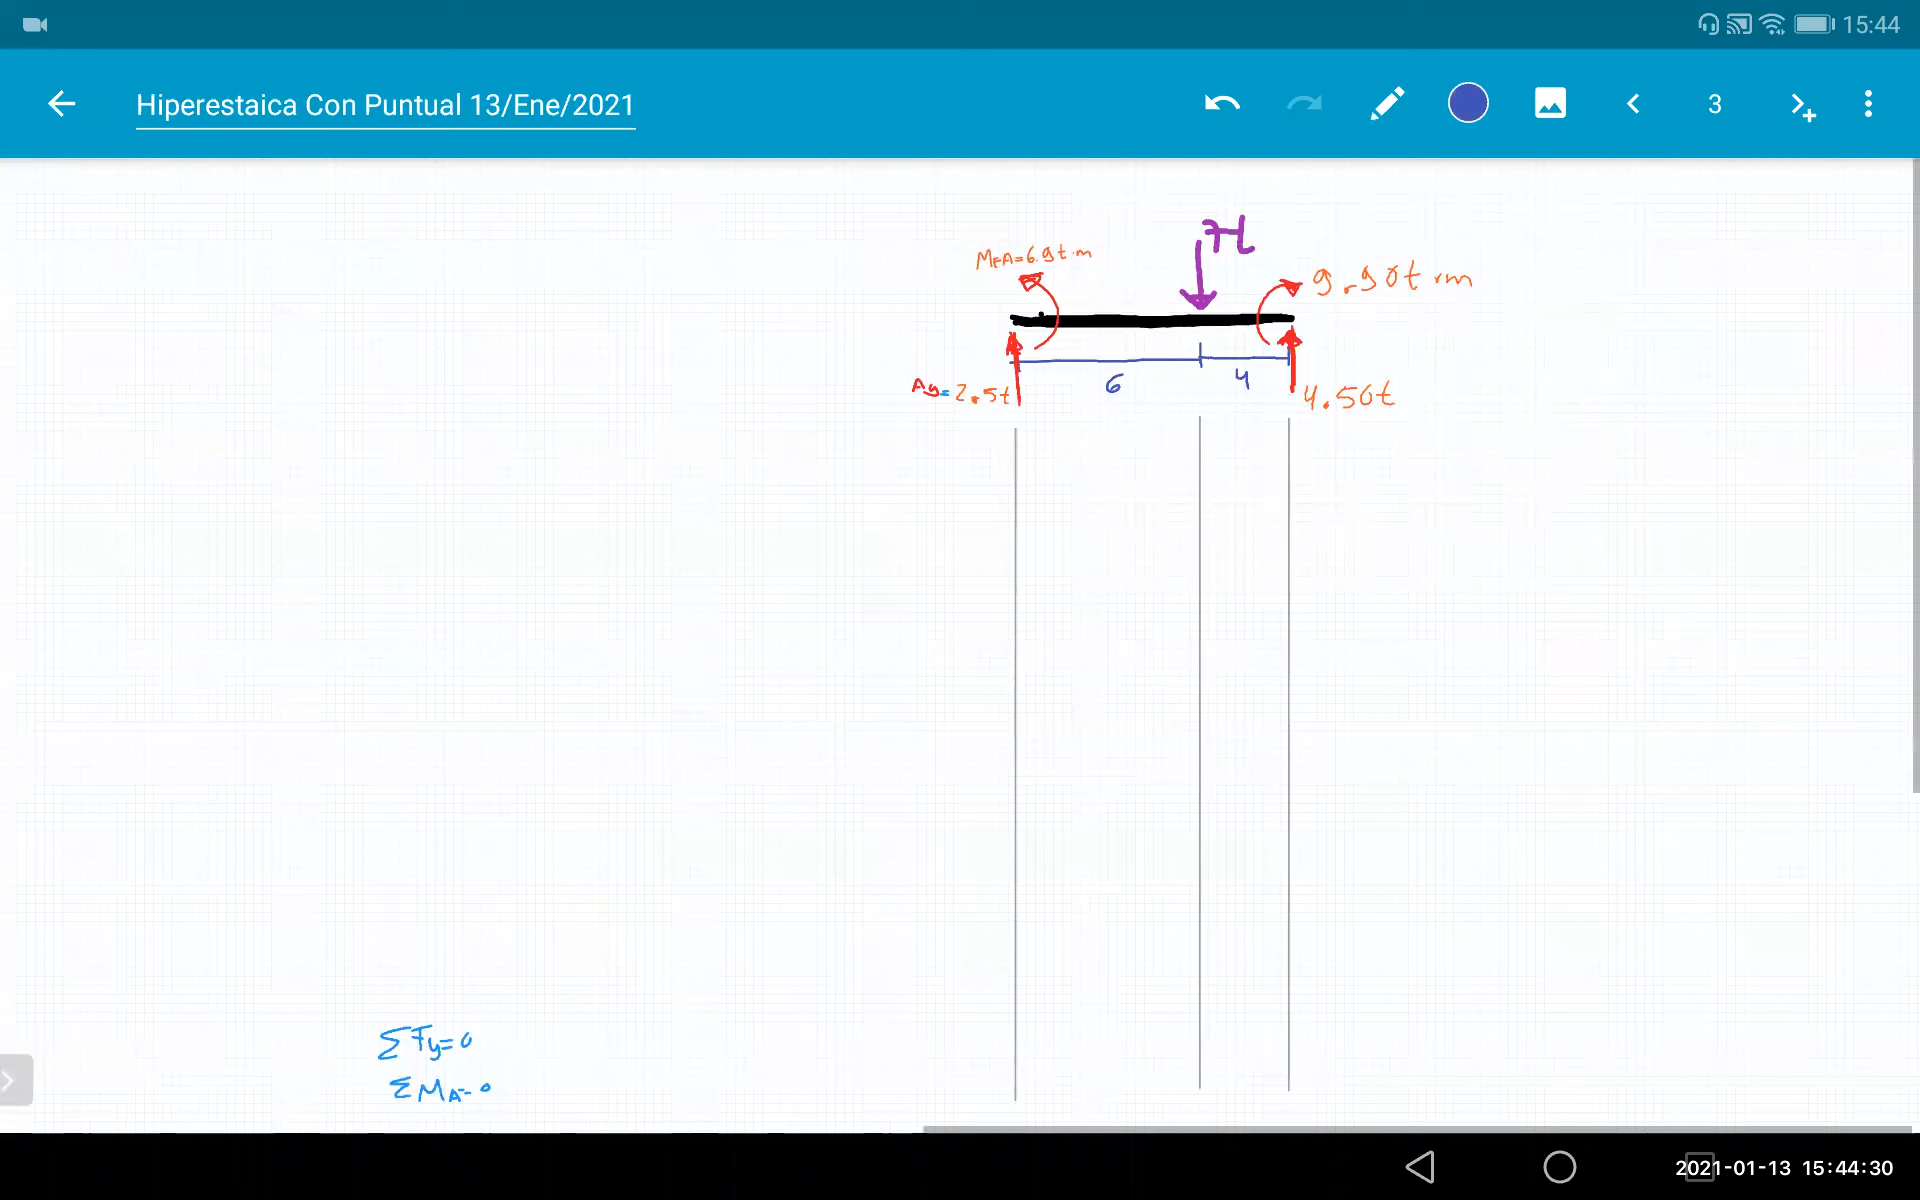 15:44
Hiperestaica Con Puntual 13/Ene/2021
3
7t
MEA=6.9t·m
9.90t·m
Ay=2.5t
6
4
4.50t
ΣFy=0
ΣMA=0
2021-01-13 15:44:30